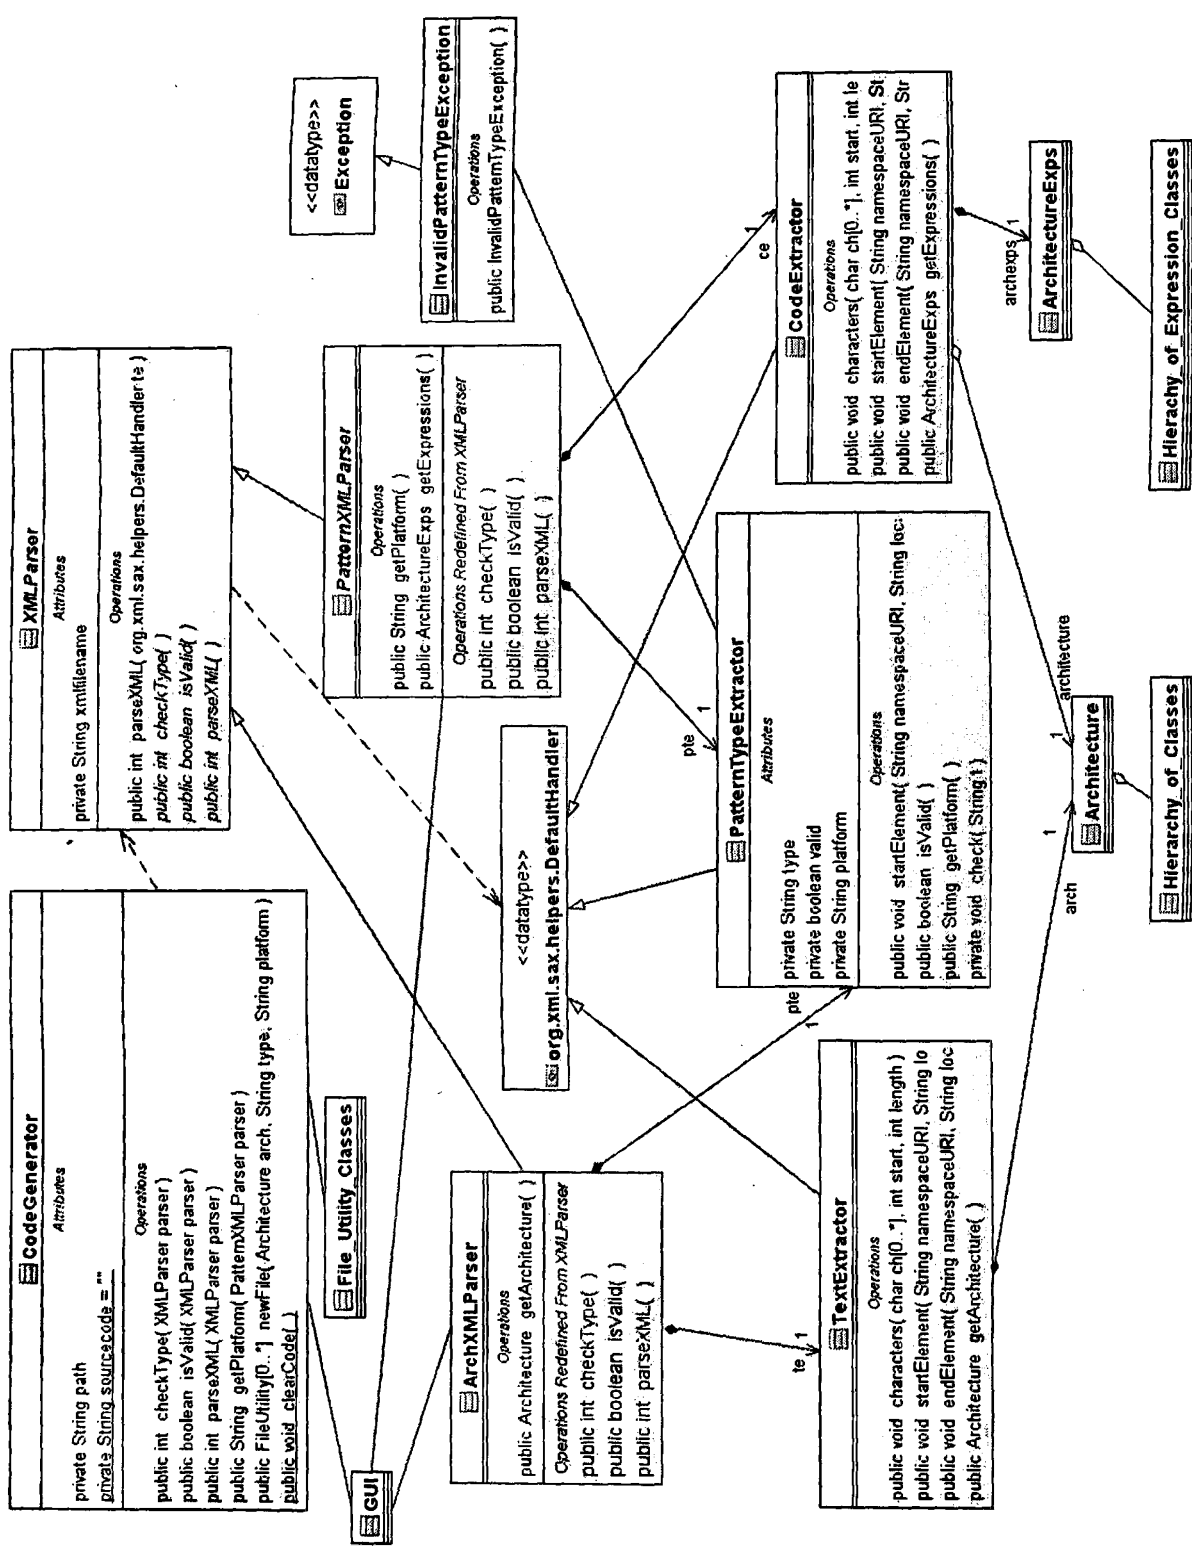 CodeGenerator
Attributes
private String path
private String sourcecode = ""
Operations
public int checkType( XMLParser parser )
public boolean isValid( XMLParser parser )
public int parseXML( XMLParser parser )
public String getPlatform( PatternXMLParser parser )
public FileUtility[0..*] newFile( Architecture arch, String type, String platform )
public void clearCode( )
XMLParser
Attributes
private String xmlfilename
Operations
public int parseXML( org.xml.sax.helpers.DefaultHandler te )
public int checkType( )
public boolean isValid( )
public int parseXML( )
<<datatype>>
Exception
GUI
File_Utility_Classes
PatternXMLParser
Operations
public String getPlatform( )
public ArchitectureExps getExpressions( )
Operations Redefined From XMLParser
public int checkType( )
public boolean isValid( )
public int parseXML( )
InvalidPatternTypeException
Operations
public InvalidPatternTypeException( )
ArchXMLParser
Operations
public Architecture getArchitecture( )
Operations Redefined From XMLParser
public int checkType( )
public boolean isValid( )
public int parseXML( )
<<datatype>>
org.xml.sax.helpers.DefaultHandler
te
1
pte
1
pte
1
ce
1
TextExtractor
Operations
public void characters( char ch[0..*], int start, int length )
public void startElement( String namespaceURI, String lo
public void endElement( String namespaceURI, String loc
public Architecture getArchitecture( )
PatternTypeExtractor
Attributes
private String type
private boolean valid
private String platform
Operations
public void startElement( String namespaceURI, String loc
public boolean isValid( )
public String getPlatform( )
private void check( String t )
CodeExtractor
Operations
public void characters( char ch[0..*], int start, int le
public void startElement( String namespaceURI, St
public void endElement( String namespaceURI, Str
public ArchitectureExps getExpressions( )
arch
1
1
architecture
archexps
1
Architecture
ArchitectureExps
Hierarchy_of_Classes
Hierachy_of_Expression_Classes